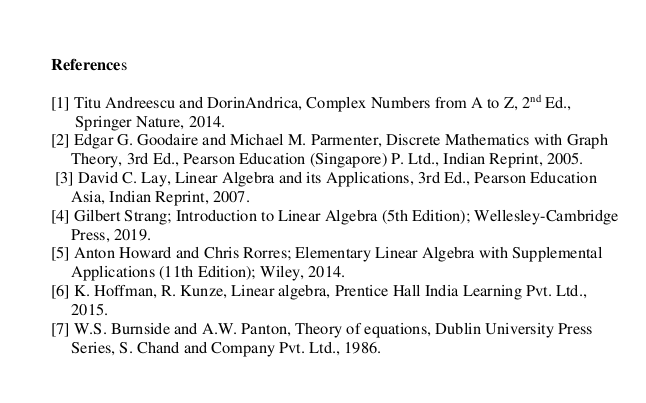 References
[1] Titu Andreescu and DorinAndrica, Complex Numbers from A to Z, 2nd Ed.,
Springer Nature, 2014.
[2] Edgar G. Goodaire and Michael M. Parmenter, Discrete Mathematics with Graph
Theory, 3rd Ed., Pearson Education (Singapore) P. Ltd., Indian Reprint, 2005.
[3] David C. Lay, Linear Algebra and its Applications, 3rd Ed., Pearson Education
Asia, Indian Reprint, 2007.
[4] Gilbert Strang; Introduction to Linear Algebra (5th Edition); Wellesley-Cambridge
Press, 2019.
[5] Anton Howard and Chris Rorres; Elementary Linear Algebra with Supplemental
Applications (11th Edition); Wiley, 2014.
[6] K. Hoffman, R. Kunze, Linear algebra, Prentice Hall India Learning Pvt. Ltd.,
2015.
[7] W.S. Burnside and A.W. Panton, Theory of equations, Dublin University Press
Series, S. Chand and Company Pvt. Ltd., 1986.